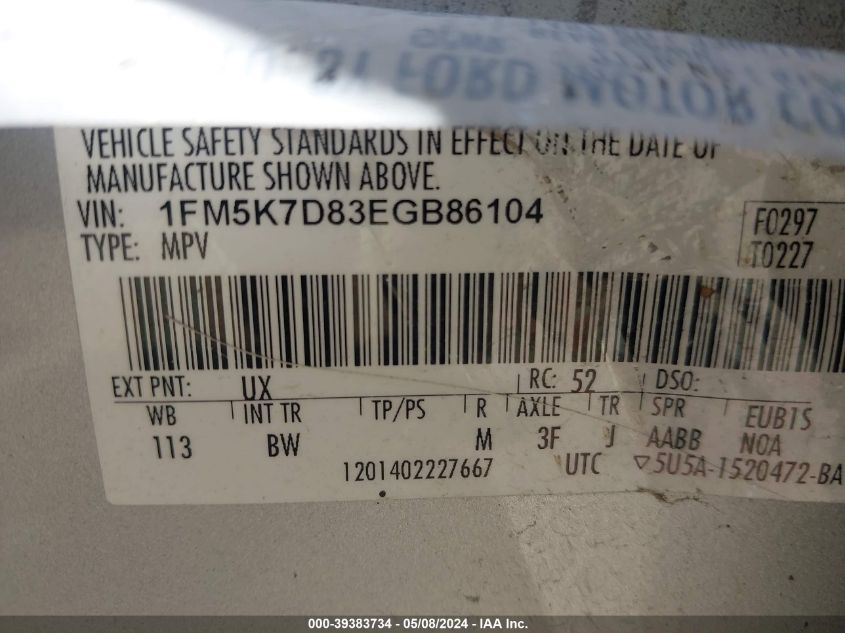 FORD MOTOR CO
VEHICLE SAFETY STANDARDS IN EFFECT ON THE DATE OF
MANUFACTURE SHOWN ABOVE.
VIN: 1FM5K7D83EGB86104
F0297
TYPE: MPV
T0227
EXT PNT: UX RC: 52 DSO:
WB INT TR TP/PS R AXLE TR SPR EUB1S
113 BW M 3F J AABB NOA
1201402227667 UTC ▽5U5A-1520472-BA
000-39383734 - 05/08/2024 - IAA Inc.